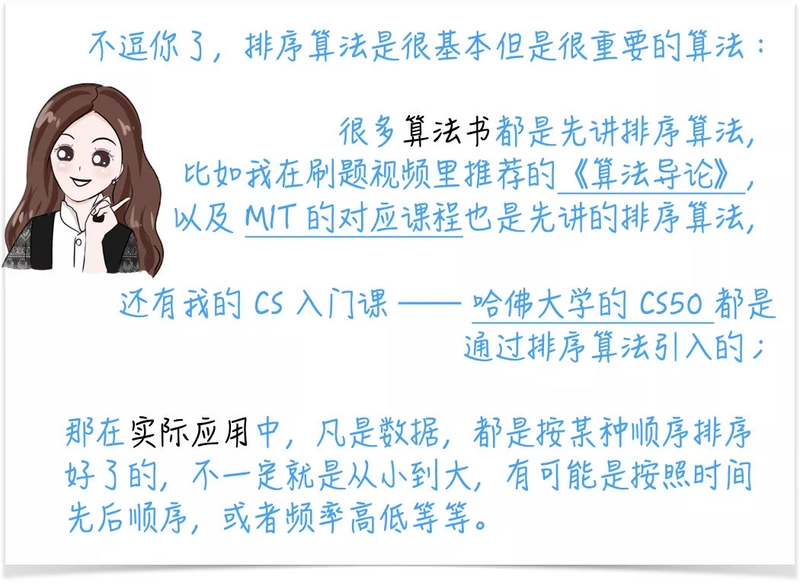 不逗你了，排序算法是很基本但是很重要的算法：
很多算法书都是先讲排序算法，
比如我在刷题视频里推荐的《算法导论》，
以及 MIT 的对应课程也是先讲的排序算法，
还有我的 CS 入门课 —— 哈佛大学的 CS50 都是
通过排序算法引入的；
那在实际应用中，凡是数据，都是按某种顺序排序
好了的，不一定就是从小到大，有可能是按照时间
先后顺序，或者频率高低等等。